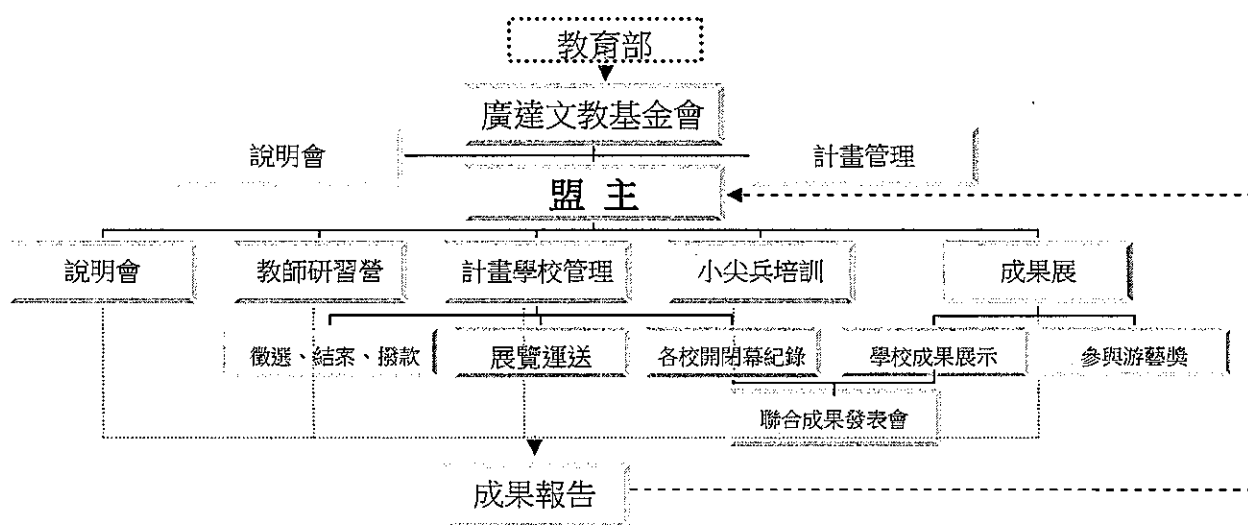 教育部
廣達文教基金會
說明會
計畫管理
盟 主
說明會
教師研習營
計畫學校管理
小尖兵培訓
成果展
徵選、結案、撥款
展覽運送
各校開閉幕紀錄
學校成果展示
參與游藝獎
聯合成果發表會
成果報告